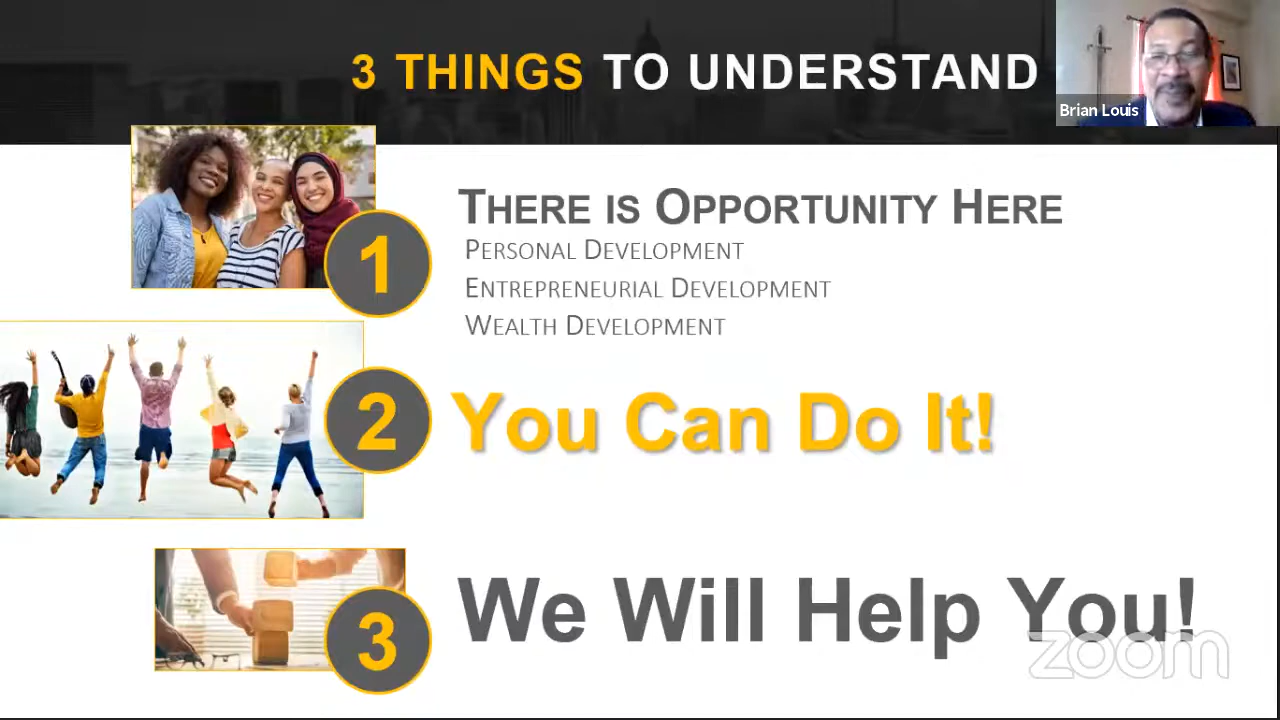 3 THINGS TO UNDERSTAND
Brian Louis
1
THERE IS OPPORTUNITY HERE
PERSONAL DEVELOPMENT
ENTREPRENEURIAL DEVELOPMENT
WEALTH DEVELOPMENT
2
You Can Do It!
3
We Will Help You!
zoom